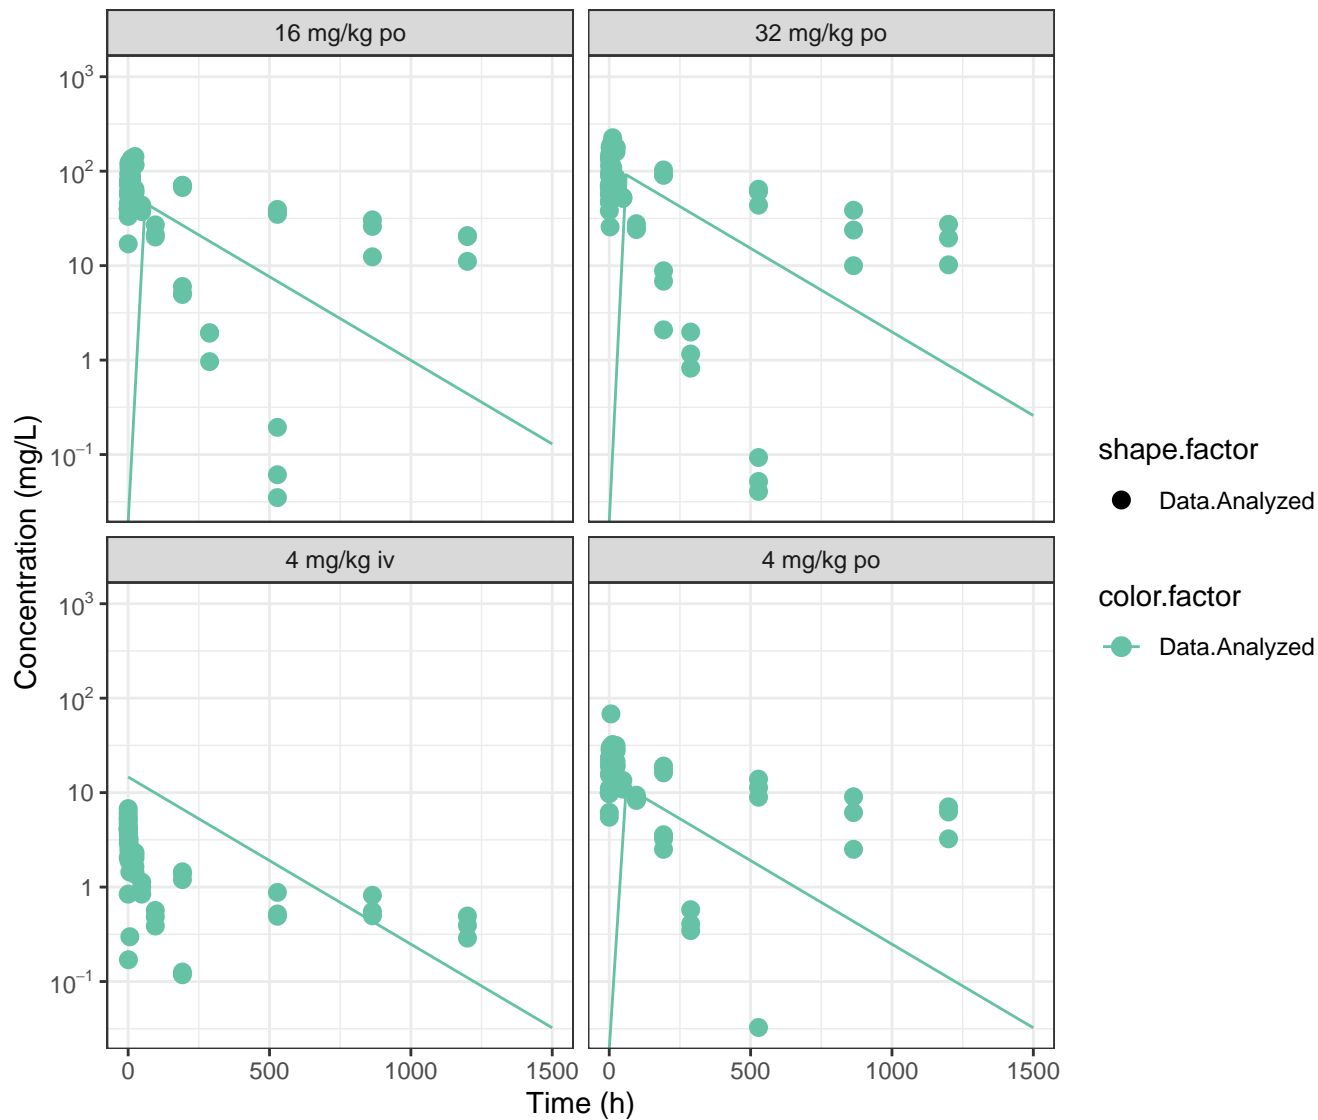 16 mg/kg po
32 mg/kg po
10³
10²
10
1
10⁻¹
4 mg/kg iv
4 mg/kg po
10³
10²
10
1
10⁻¹
0
500
1000
1500
0
500
1000
1500
Time (h)
Concentration (mg/L)
shape.factor
Data.Analyzed
color.factor
Data.Analyzed